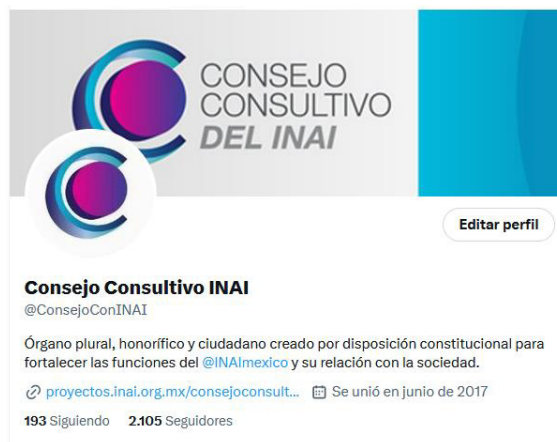 CONSEJO
CONSULTIVO
DEL INAI
Editar perfil
Consejo Consultivo INAI
@ConsejoConINAI
Órgano plural, honorífico y ciudadano creado por disposición constitucional para
fortalecer las funciones del @INAImexico y su relación con la sociedad.
proyectos.inai.org.mx/consejoconsult... Se unió en junio de 2017
193 Siguiendo 2.105 Seguidores